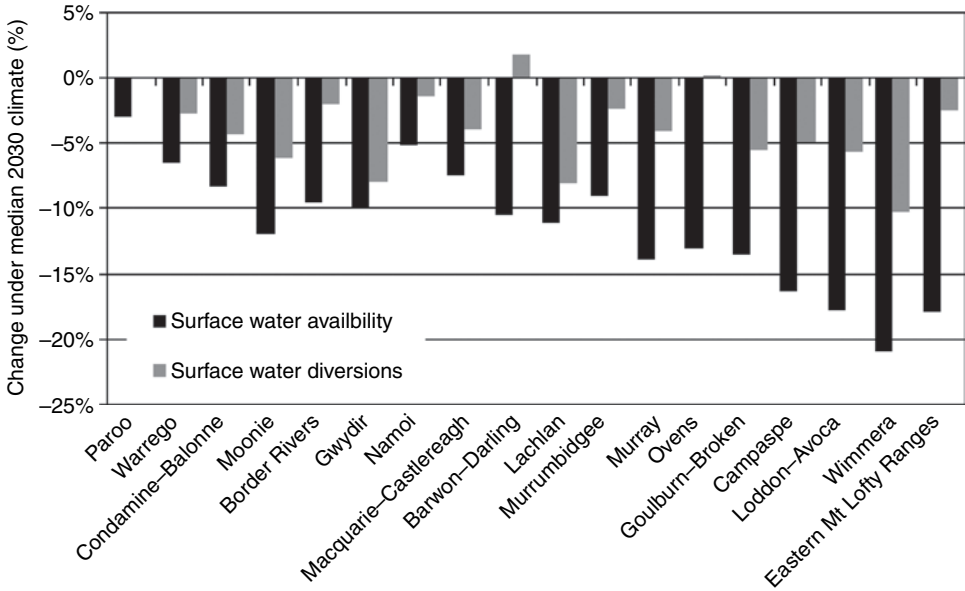 Change under median 2030 climate (%)
5%
0%
–5%
–10%
–15%
–20%
–25%
Surface water availbility
Surface water diversions
Paroo
Warrego
Condamine–Balonne
Moonie
Border Rivers
Gwydir
Namoi
Macquarie–Castlereagh
Barwon–Darling
Lachlan
Murrumbidgee
Murray
Ovens
Goulburn–Broken
Campaspe
Loddon–Avoca
Wimmera
Eastern Mt Lofty Ranges